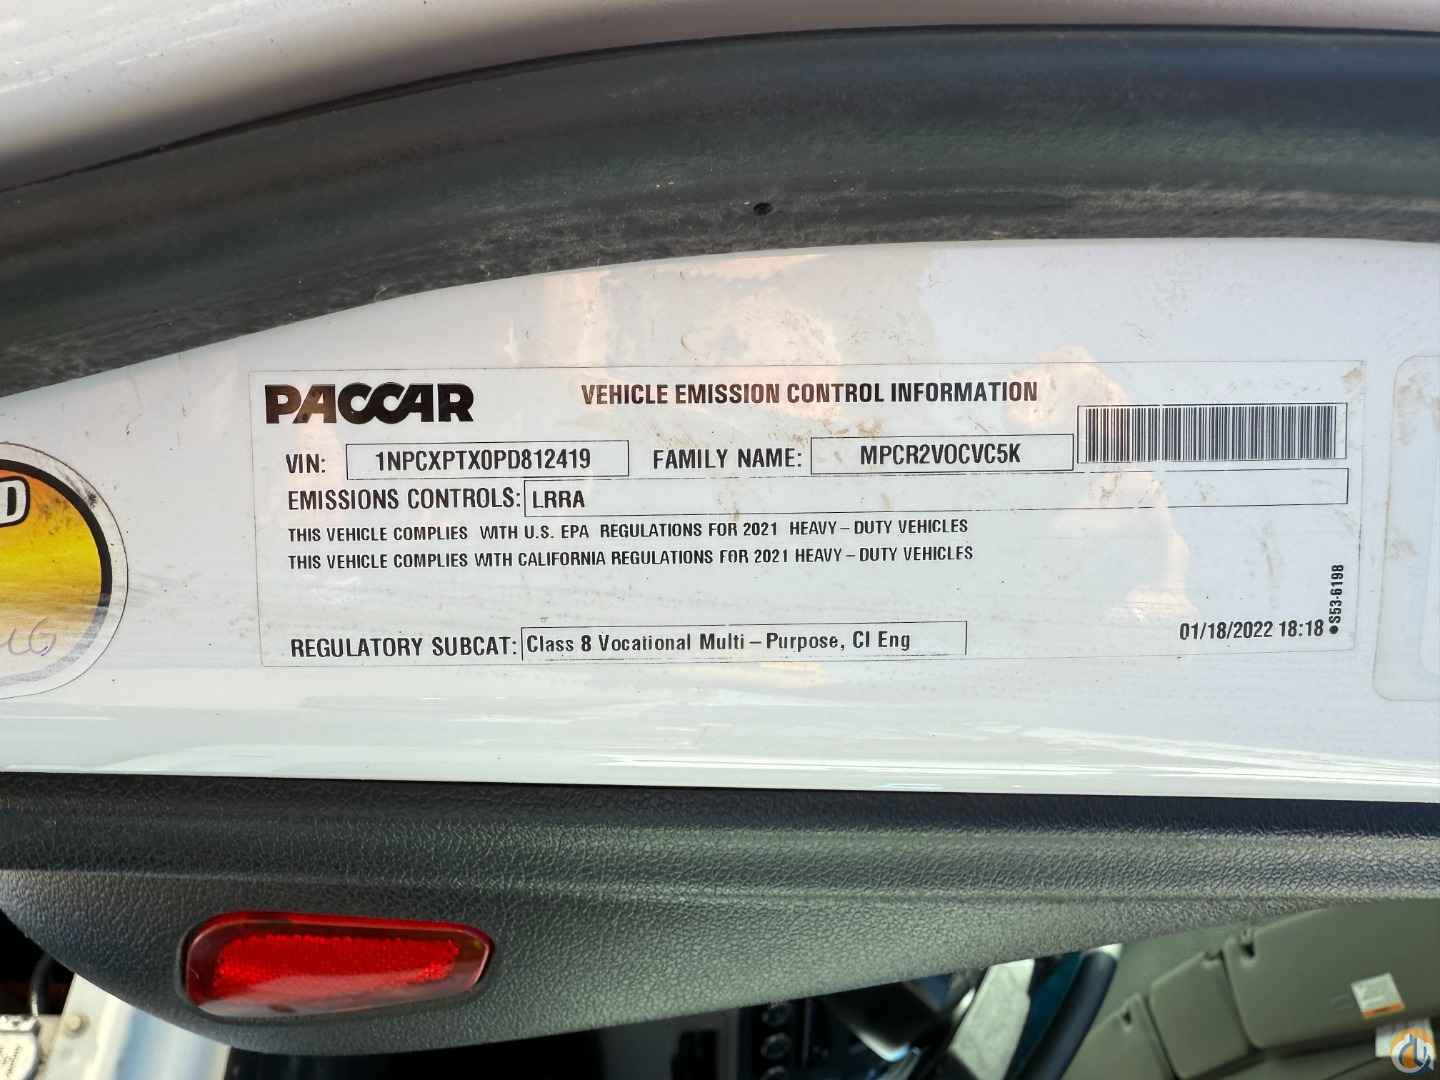 PACCAR
VEHICLE EMISSION CONTROL INFORMATION
VIN: 1NPCXPTX0PD812419 FAMILY NAME: MPCR2VOCVC5K
EMISSIONS CONTROLS: LRRA
THIS VEHICLE COMPLIES WITH U.S. EPA REGULATIONS FOR 2021 HEAVY-DUTY VEHICLES
THIS VEHICLE COMPLIES WITH CALIFORNIA REGULATIONS FOR 2021 HEAVY-DUTY VEHICLES
REGULATORY SUBCAT: Class 8 Vocational Multi-Purpose, CI Eng
01/18/2022 18:18
●S53-6198
D